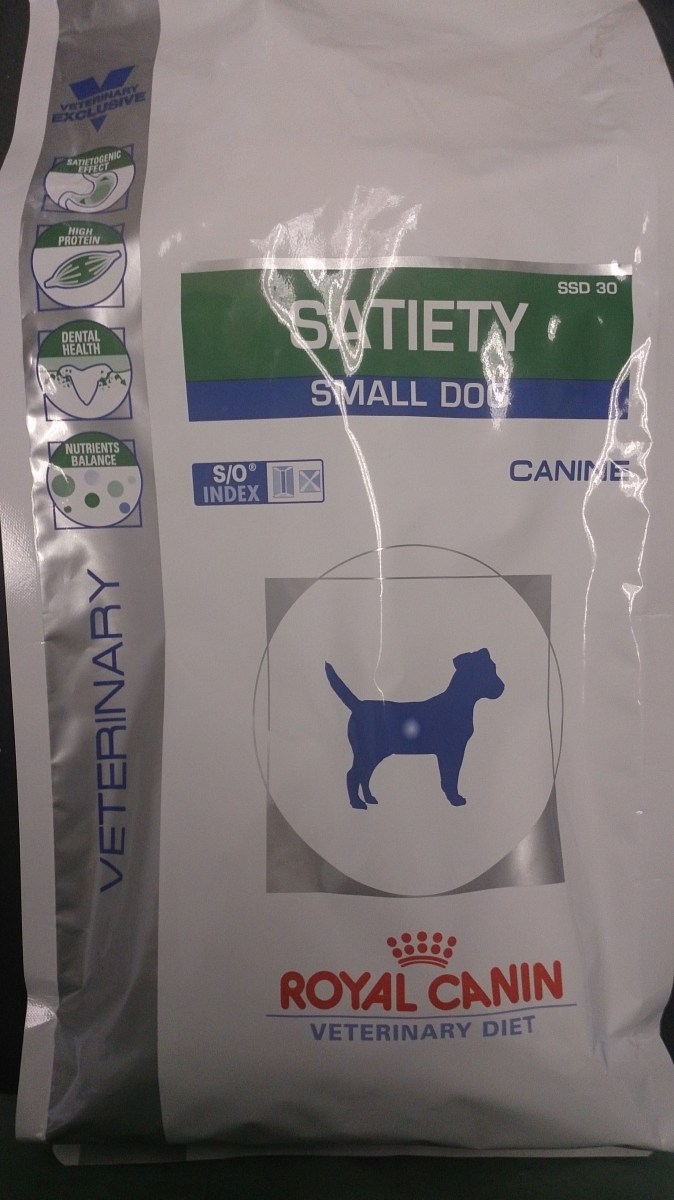 VETERINARY
EXCLUSIVE
SATIETOGENIC
EFFECT
HIGH
PROTEIN
DENTAL
HEALTH
NUTRIENTS
BALANCE
VETERINARY
SSD 30
SATIETY
SMALL DOG
S/O®
INDEX
CANINE
ROYAL CANIN
VETERINARY DIET